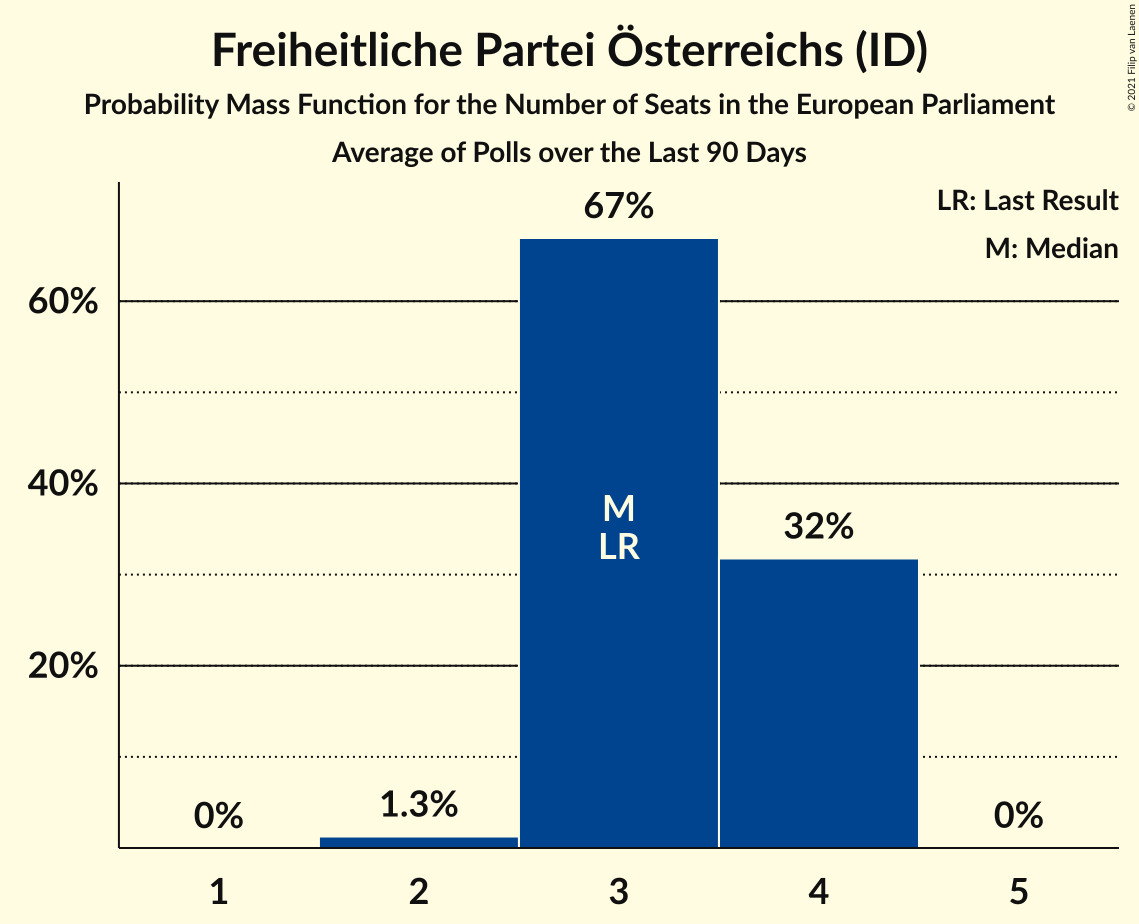 Freiheitliche Partei Österreichs (ID)
Probability Mass Function for the Number of Seats in the European Parliament
Average of Polls over the Last 90 Days
© 2021 Filip van Laenen
LR: Last Result
M: Median
67%
60%
40%
20%
M
LR
32%
0%
1.3%
0%
1
2
3
4
5